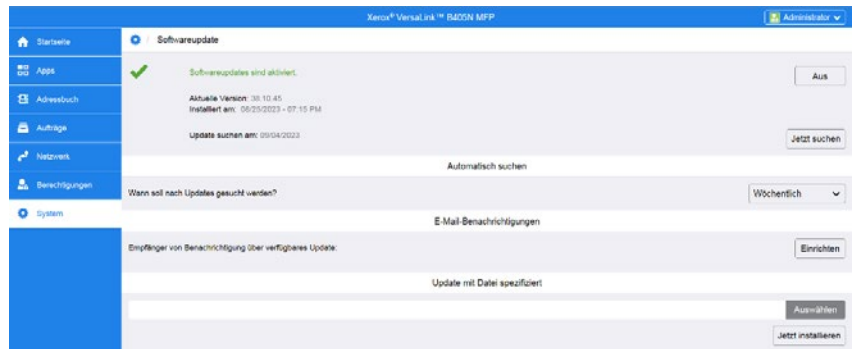 Xerox® VersaLink™ B405N MFP
Administrator
Startseite
Apps
Adressbuch
Aufträge
Netzwerk
Berechtigungen
System
/ Softwareupdate
Softwareupdates sind aktiviert.
Aus
Aktuelle Version: 38.10.45
Installiert am: 08/25/2023 - 07:15 PM
Update suchen am: 09/04/2023
Jetzt suchen
Automatisch suchen
Wann soll nach Updates gesucht werden?
Wöchentlich
E-Mail-Benachrichtigungen
Empfänger von Benachrichtigung über verfügbares Update:
Einrichten
Update mit Datei spezifiziert
Auswählen
Jetzt installieren